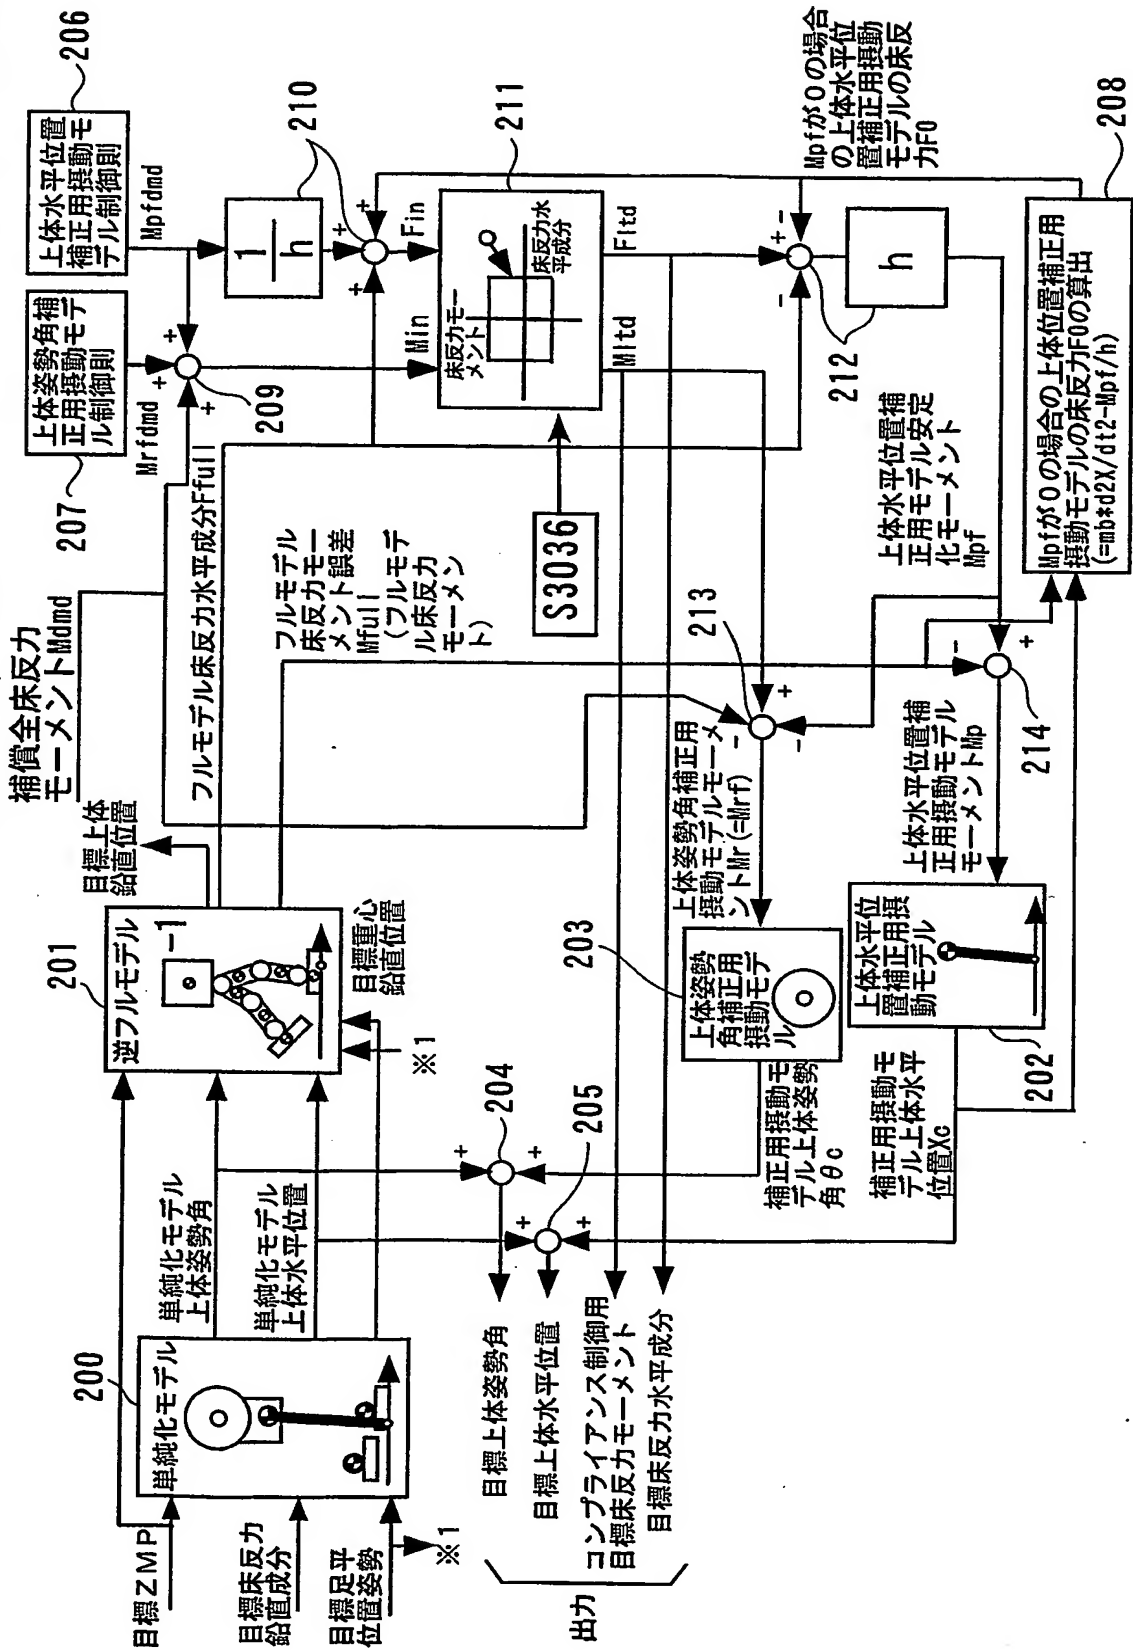 206
上体水平位置
補正用摂動モ
デル制御則
Mpfdmd
上体姿勢角補
正用摂動モデ
ル制御則
207
Mrfdmd
209
210
1
h
Fin
Min
211
床反力モー
メント
床反力水
平成分
Fltd
Mltd
S3036
Mpfが0の場合
の上体水平位
置補正用摂動
モデルの床反
力F0
212
h
208
Mpfが0の場合の上体位置補正用
摂動モデルの床反力F0の算出
(=mb*d2X/dt2-Mpf/h)
補償全床反力
モーメントMdmd
フルモデル床反力水平成分Ffull
フルモデル
床反力モー
メント誤差
Mfull
(フルモデ
ル床反力
モーメン
ト)
上体水平位置補
正用モデル安定
化モーメント
Mpf
213
214
上体水平位置補
正用摂動モデル
モーメントMp
上体姿勢角補正用
摂動モデルモーメ
ントMr(=Mrf)
目標上体
鉛直位置
201
逆フルモデル
-1
目標重心
鉛直位置
※1
203
上体姿勢
角補正用
摂動モデ
ル
上体水平位
置補正用摂
動モデル
202
204
205
補正用摂動モ
デル上体姿勢
角θc
補正用摂動モ
デル上体水平
位置Xc
単純化モデル
上体姿勢角
単純化モデル
上体水平位置
200
単純化モデル
目標ZMP
目標床反力
鉛直成分
目標足平
位置姿勢
※1
目標上体姿勢角
目標上体水平位置
コンプライアンス制御用
目標床反力モーメント
目標床反力水平成分
出力